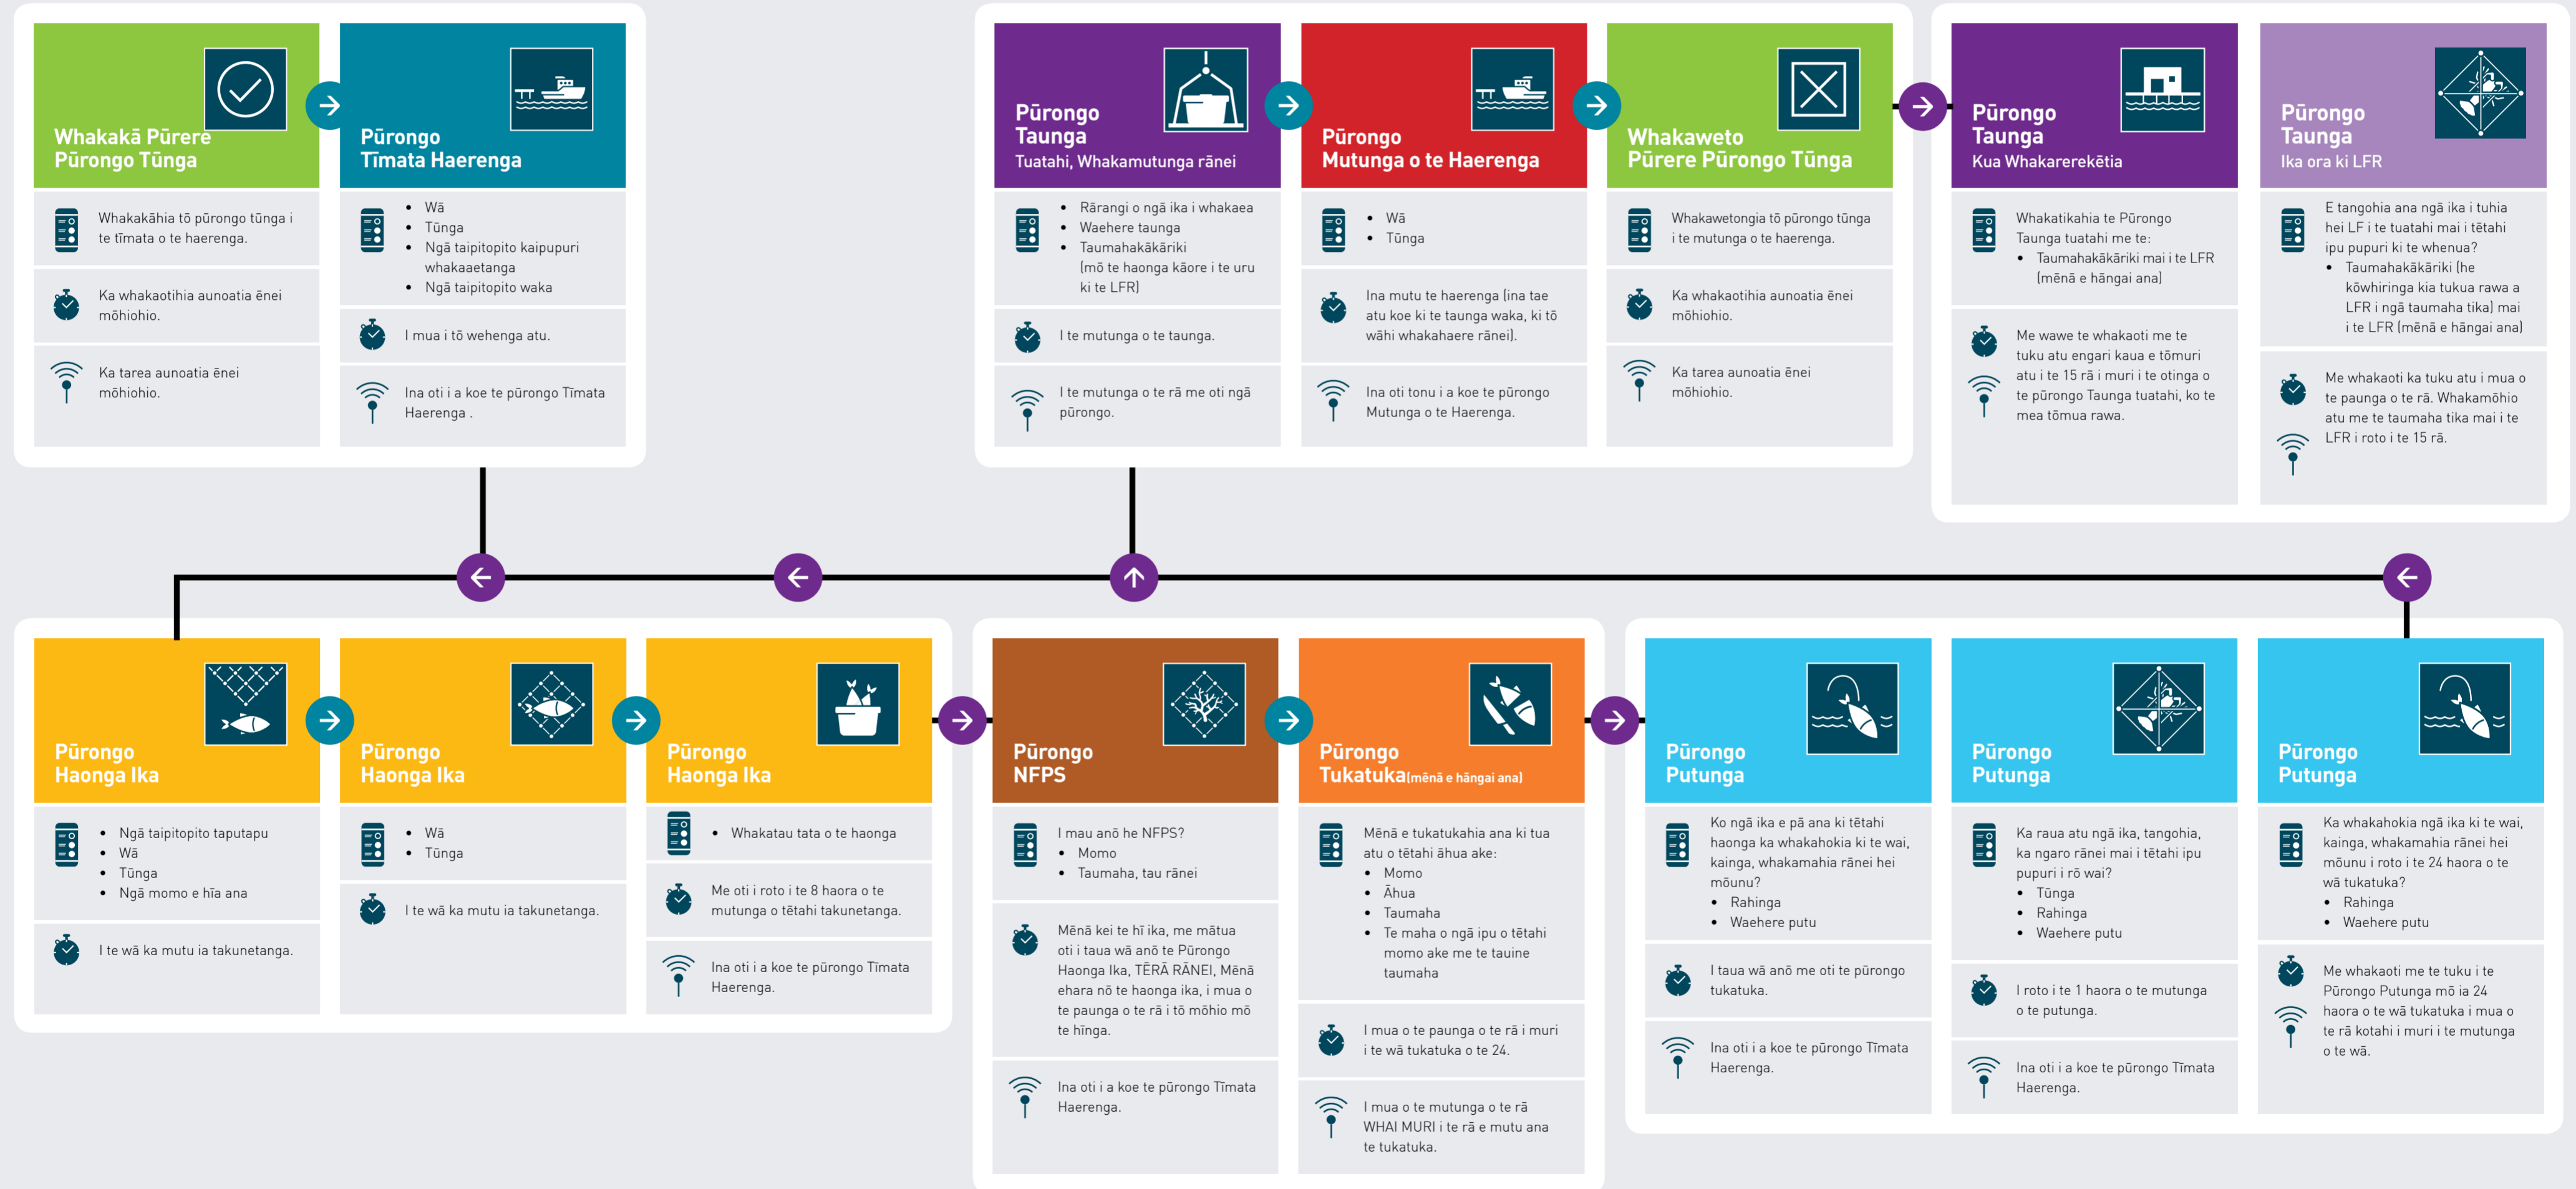 Whakakā Pūrere
Pūrongo Tūnga
Whakakāhia tō pūrongo tūnga i
te tīmata o te haerenga.
Ka whakaotihia aunoatia ēnei
mōhiohio.
Ka tarea aunoatia ēnei
mōhiohio.
Pūrongo
Tīmata Haerenga
• Wā
• Tūnga
• Ngā taipitopito kaipupuri
whakaaetanga
• Ngā taipitopito waka
I mua i tō wehenga atu.
Ina oti i a koe te pūrongo Tīmata
Haerenga .
Pūrongo
Taunga
Tuatahi, Whakamutunga rānei
• Rārangi o ngā ika i whakaea
• Waehere taunga
• Taumahakākāriki
(mō te haonga kāore i te uru
ki te LFR)
I te mutunga o te taunga.
I te mutunga o te rā me oti ngā
pūrongo.
Pūrongo
Mutunga o te Haerenga
• Wā
• Tūnga
Ina mutu te haerenga (ina tae
atu koe ki te taunga waka, ki tō
wāhi whakahaere rānei).
Ina oti tonu i a koe te pūrongo
Mutunga o te Haerenga.
Whakaweto
Pūrere Pūrongo Tūnga
Whakawetongia tō pūrongo tūnga
i te mutunga o te haerenga.
Ka whakaotihia aunoatia ēnei
mōhiohio.
Ka tarea aunoatia ēnei
mōhiohio.
Pūrongo
Taunga
Kua Whakarerekētia
Whakatikahia te Pūrongo
Taunga tuatahi me te:
• Taumahakākāriki mai i te LFR
(mēnā e hāngai ana)
Me wawe te whakaoti me te
tuku atu engari kaua e tōmuri
atu i te 15 rā i muri i te otinga o
te pūrongo Taunga tuatahi, ko te
mea tōmua rawa.
Pūrongo
Taunga
Ika ora ki LFR
E tangohia ana ngā ika i tuhia
hei LF i te tuatahi mai i tētahi
ipu pupuri ki te whenua?
• Taumahakākāriki (he
kōwhiringa kia tukua rawa a
LFR i ngā taumaha tika) mai
i te LFR (mēnā e hāngai ana)
Me whakaoti ka tuku atu i mua o
te paunga o te rā. Whakamōhio
atu me te taumaha tika mai i te
LFR i roto i te 15 rā.
Pūrongo
Haonga Ika
• Ngā taipitopito taputapu
• Wā
• Tūnga
• Ngā momo e hīa ana
I te wā ka mutu ia takunetanga.
Pūrongo
Haonga Ika
• Wā
• Tūnga
I te wā ka mutu ia takunetanga.
Pūrongo
Haonga Ika
• Whakatau tata o te haonga
Me oti i roto i te 8 haora o te
mutunga o tētahi takunetanga.
Ina oti i a koe te pūrongo Tīmata
Haerenga.
Pūrongo
NFPS
I mau anō he NFPS?
• Momo
• Taumaha, tau rānei
Mēnā kei te hī ika, me mātua
oti i taua wā anō te Pūrongo
Haonga Ika, TĒRĀ RĀNEI, Mēnā
ehara nō te haonga ika, i mua o
te paunga o te rā i tō mōhio mō
te hīnga.
Ina oti i a koe te pūrongo Tīmata
Haerenga.
Pūrongo
Tukatuka(mēnā e hāngai ana)
Mēnā e tukatukahia ana ki tua
atu o tētahi āhua ake:
• Momo
• Āhua
• Taumaha
• Te maha o ngā ipu o tētahi
momo ake me te tauine
taumaha
I mua o te paunga o te rā i muri
i te wā tukatuka o te 24.
I mua o te mutunga o te rā
WHAI MURI i te rā e mutu ana
te tukatuka.
Pūrongo
Putunga
Ko ngā ika e pā ana ki tētahi
haonga ka whakahokia ki te wai,
kainga, whakamahia rānei hei
mōunu?
• Rahinga
• Waehere putu
I taua wā anō me oti te pūrongo
tukatuka.
Ina oti i a koe te pūrongo Tīmata
Haerenga.
Pūrongo
Putunga
Ka raua atu ngā ika, tangohia,
ka ngaro rānei mai i tētahi ipu
pupuri i rō wai?
• Tūnga
• Rahinga
• Waehere putu
I roto i te 1 haora o te mutunga
o te putunga.
Ina oti i a koe te pūrongo Tīmata
Haerenga.
Pūrongo
Putunga
Ka whakahokia ngā ika ki te wai,
kainga, whakamahia rānei hei
mōunu i roto i te 24 haora o te
wā tukatuka?
• Rahinga
• Waehere putu
Me whakaoti me te tuku i te
Pūrongo Putunga mō ia 24
haora o te wā tukatuka i mua o
te rā kotahi i muri i te mutunga
o te wā.